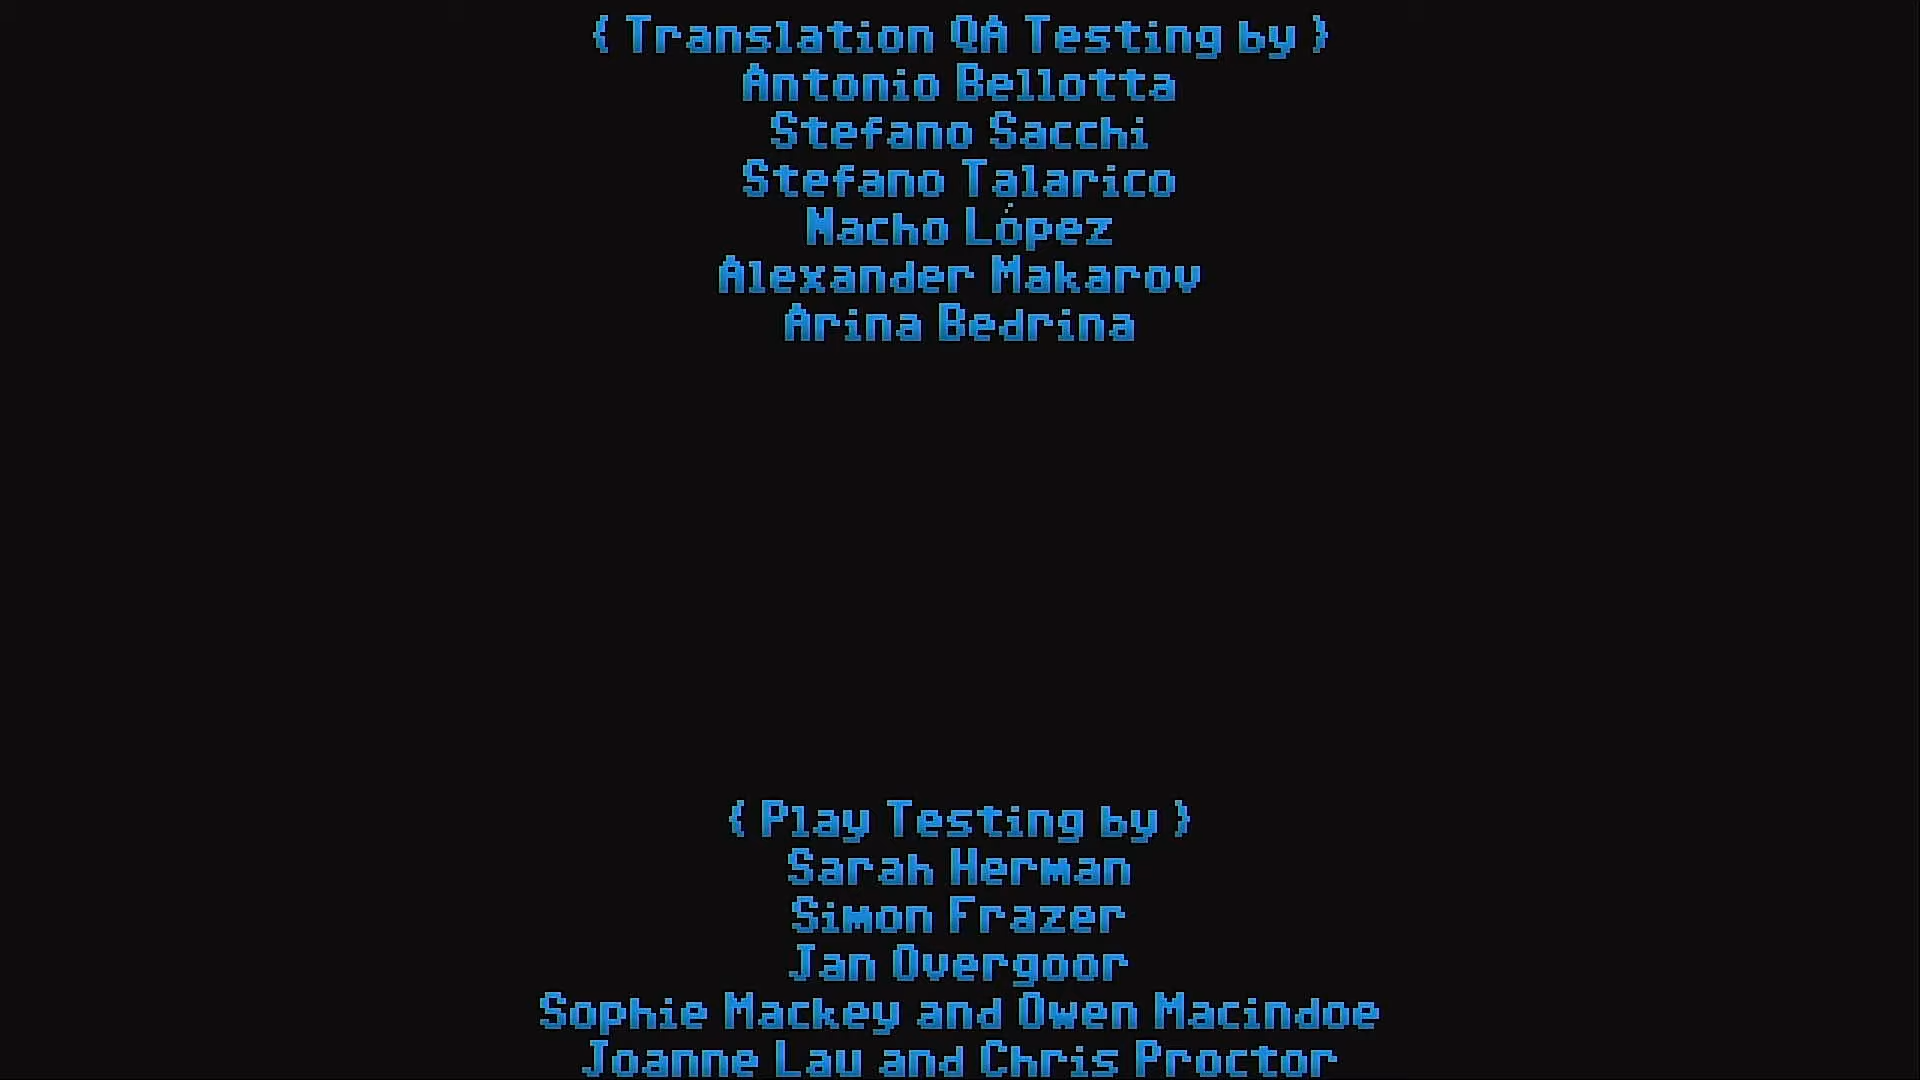 { Translation QA Testing by }
Antonio Bellotta
Stefano Sacchi
Stefano Talarico
Nacho López
Alexander Makarov
Arina Bedrina
{ Play Testing by }
Sarah Herman
Simon Frazer
Jan Overgoor
Sophie Mackey and Owen Macindoe
Joanne Lau and Chris Proctor